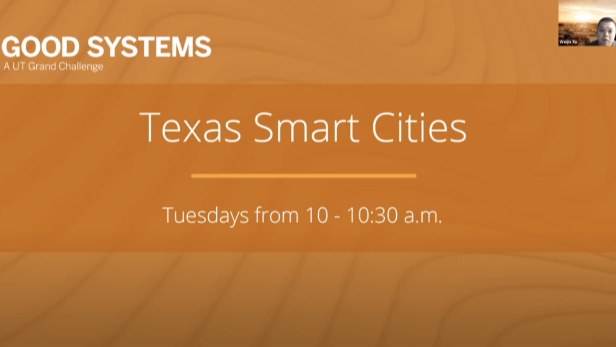 GOOD SYSTEMS
A UT Grand Challenge
Texas Smart Cities
Tuesdays from 10 - 10:30 a.m.